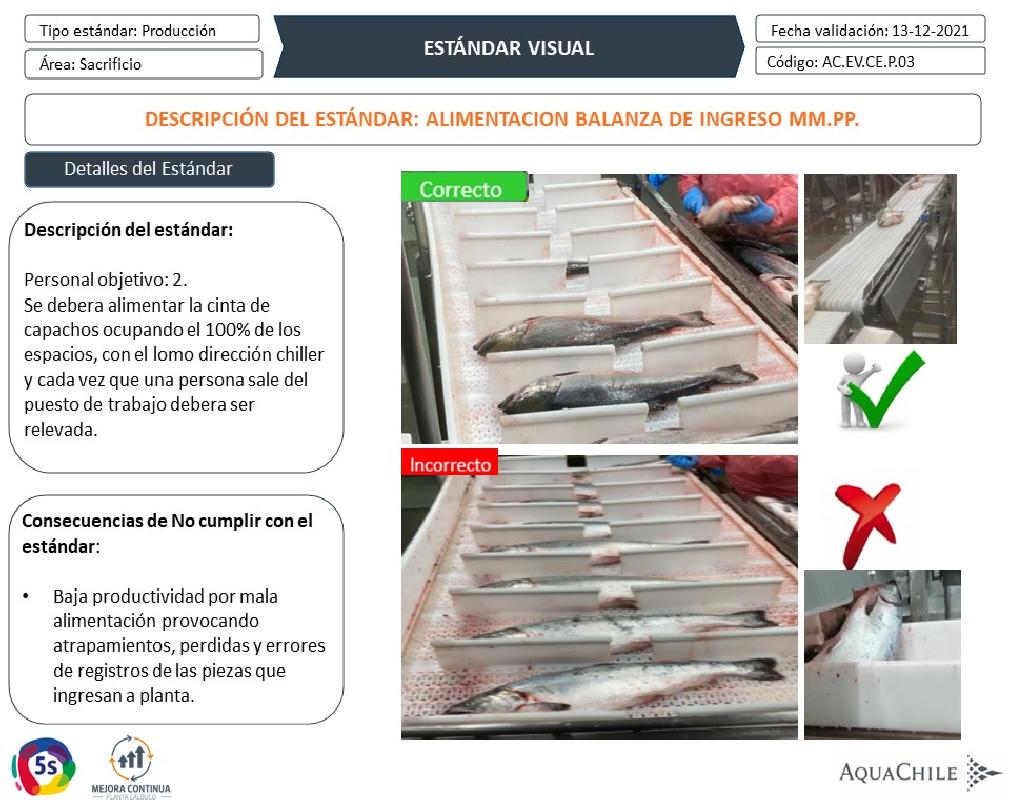 Tipo estándar: Producción
Área: Sacrificio
ESTÁNDAR VISUAL
Fecha validación: 13-12-2021
Código: AC.EV.CE.P.03
DESCRIPCIÓN DEL ESTÁNDAR: ALIMENTACION BALANZA DE INGRESO MM.PP.
Detalles del Estándar
Descripción del estándar:
Personal objetivo: 2.
Se debera alimentar la cinta de
capachos ocupando el 100% de los
espacios, con el lomo dirección chiller
y cada vez que una persona sale del
puesto de trabajo debera ser
relevada.
Consecuencias de No cumplir con el
estándar:
• Baja productividad por mala
alimentación provocando
atrapamientos, perdidas y errores
de registros de las piezas que
ingresan a planta.
Correcto
Incorrecto
5s
MEJORA CONTINUA
PLANTA CALBUCO
AQUACHILE